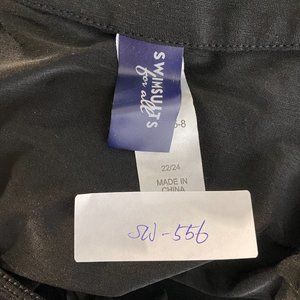 SWIMSUITS
for all
22/24
MADE IN
CHINA
SW-556